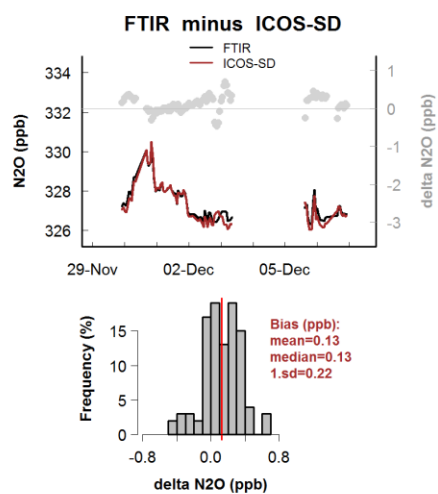 FTIR minus ICOS-SD
FTIR
ICOS-SD
N2O (ppb)
334
332
330
328
326
1
0
-1
-2
-3
delta N2O (ppb)
29-Nov 02-Dec 05-Dec
Frequency (%)
15
10
5
0
Bias (ppb):
mean=0.13
median=0.13
1.sd=0.22
-0.8 0.0 0.8
delta N2O (ppb)